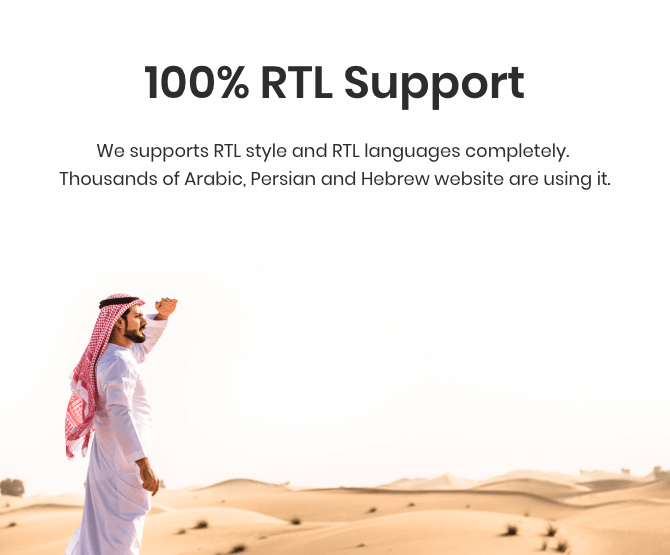 100% RTL Support
We supports RTL style and RTL languages completely.
Thousands of Arabic, Persian and Hebrew website are using it.